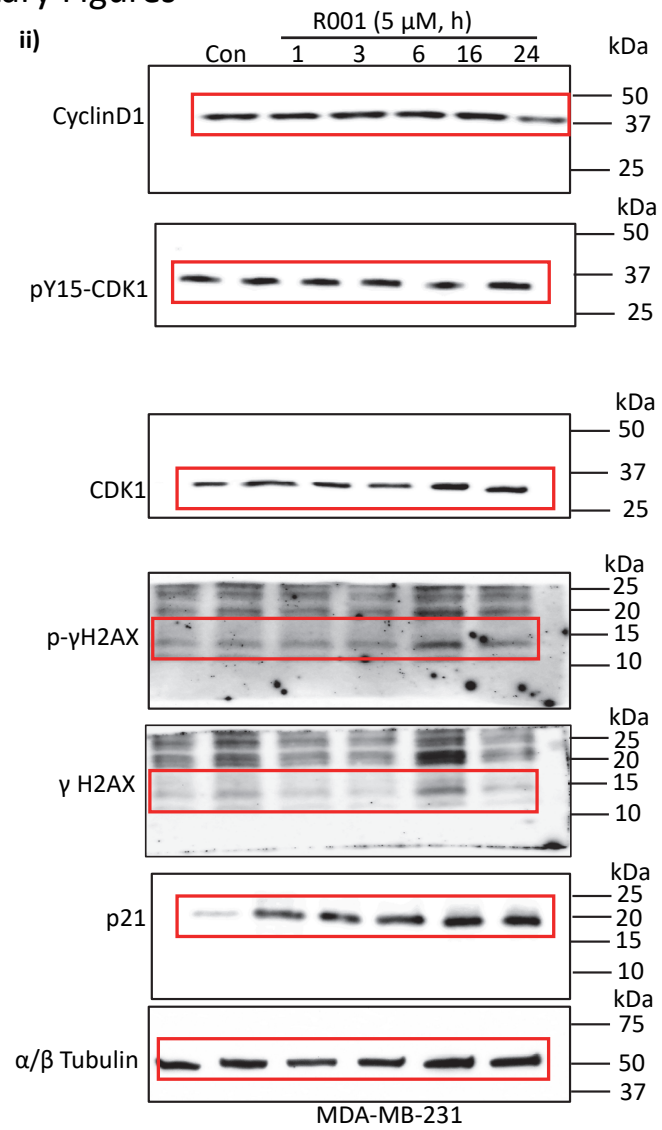 ary Figures
ii)
R001 (5 µM, h)
kDa
Con 1 3 6 16 24
CyclinD1
50
37
25
kDa
pY15-CDK1
50
37
25
kDa
CDK1
50
37
25
kDa
p-γH2AX
25
20
15
10
kDa
γ H2AX
25
20
15
10
kDa
p21
25
20
15
10
kDa
α/β Tubulin
75
50
37
MDA-MB-231